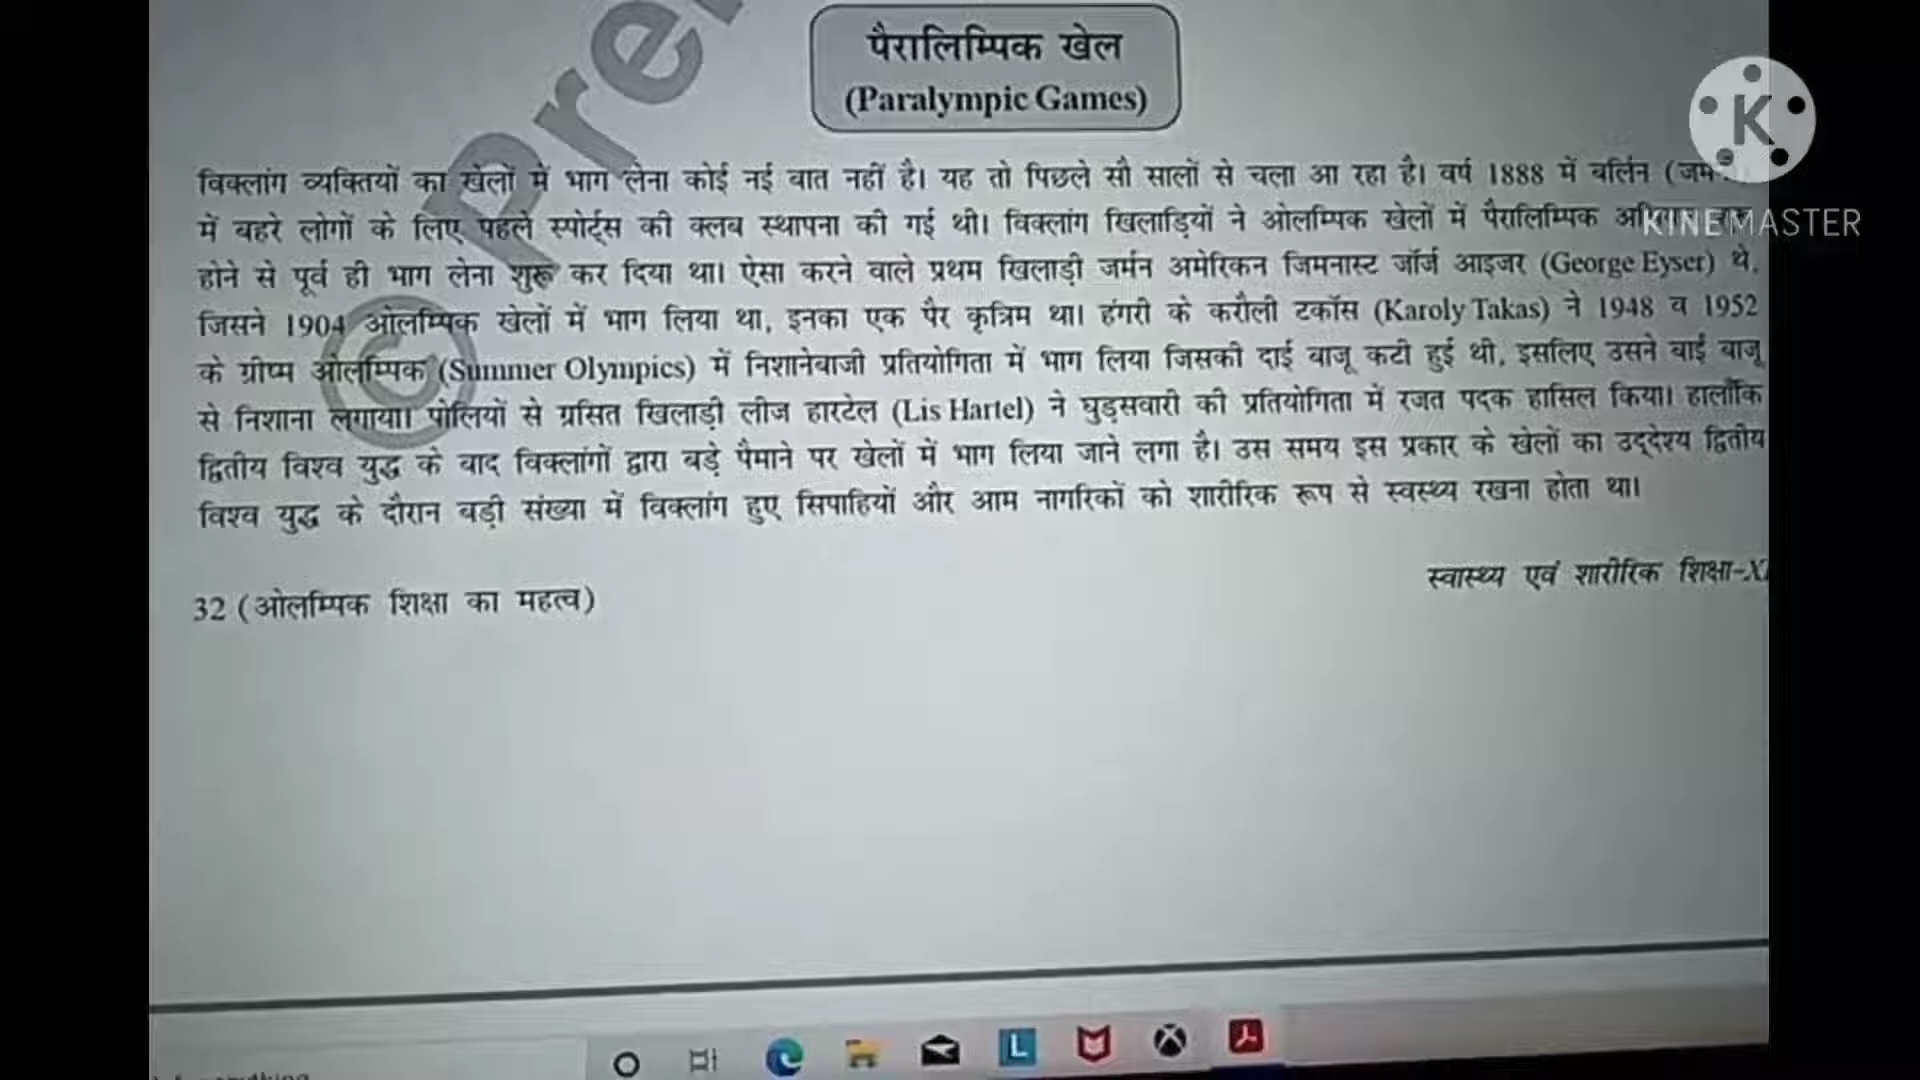 पैरालिम्पिक खेल
(Paralympic Games)
K
KINEMASTER
©Pre
विक्लांग व्यक्तियों का खेलों में भाग लेना कोई नई बात नहीं है। यह तो पिछले सौ सालों से चला आ रहा है। वर्ष 1888 में बर्लिन
में बहरे लोगों के लिए पहले स्पोर्ट्स की क्लब स्थापना की गई थी। विक्लांग खिलाड़ियों ने ओलम्पिक खेलों में पैरालिम्पिक
होने से पूर्व ही भाग लेना शुरू कर दिया था। ऐसा करने वाले प्रथम खिलाड़ी जर्मन अमेरिकन जिमनास्ट जॉर्ज आइजर (George Eyser) थे,
जिसने 1904 ओलम्पिक खेलों में भाग लिया था, इनका एक पैर कृत्रिम था। हंगरी के करौली टकॉस (Karoly Takas) ने 1948 व 1952
के ग्रीष्म ओलम्पिक (Summer Olympics) में निशानेबाजी प्रतियोगिता में भाग लिया जिसकी दाई बाजू कटी हुई थी, इसलिए उसने बाई बाजू
से निशाना लगाया। पोलियों से ग्रसित खिलाड़ी लीज हारटेल (Lis Hartel) ने घुड़सवारी की प्रतियोगिता में रजत पदक हासिल किया। हालाँकि
द्वितीय विश्व युद्ध के बाद विक्लांगों द्वारा बड़े पैमाने पर खेलों में भाग लिया जाने लगा है। उस समय इस प्रकार के खेलों का उद्देश्य द्वितीय
विश्व युद्ध के दौरान बड़ी संख्या में विक्लांग हुए सिपाहियों और आम नागरिकों को शारीरिक रूप से स्वस्थ्य रखना होता था।
स्वास्थ्य एवं शारीरिक शिक्षा-
32 (ओलम्पिक शिक्षा का महत्व)
L